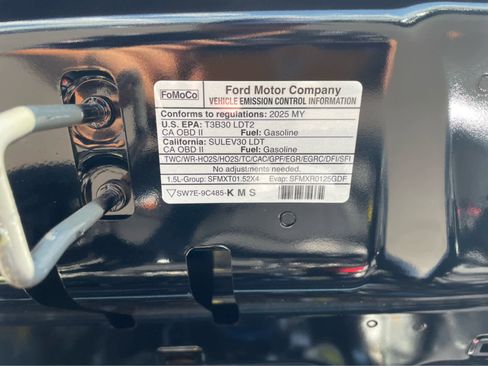 FoMoCo
Ford Motor Company
VEHICLE EMISSION CONTROL INFORMATION
Conforms to regulations: 2025 MY
U.S. EPA: T3B30 LDT2
CA OBD II Fuel: Gasoline
California: SULEV30 LDT
CA OBD II Fuel: Gasoline
TWC/WR-HO2S/HO2S/TC/CAC/GPF/EGR/EGRC/DFI/SFI
No adjustments needed.
1.5L-Group: SFMXT01.52X4 Evap: SFMXR0125GDF
SW7E-9C485-KMS